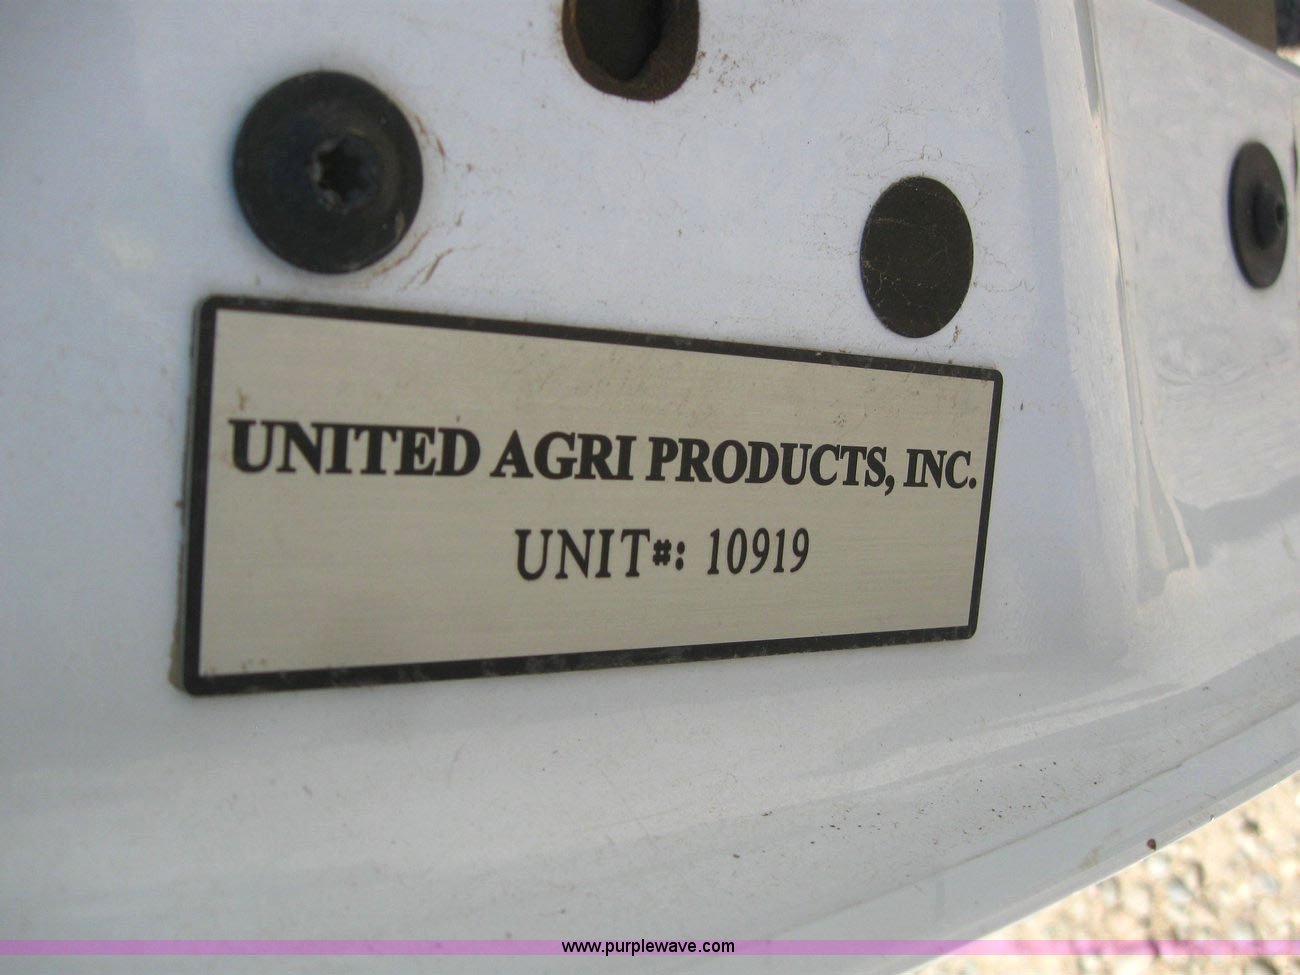 UNITED AGRI PRODUCTS, INC.
UNIT#: 10919
www.purplewave.com